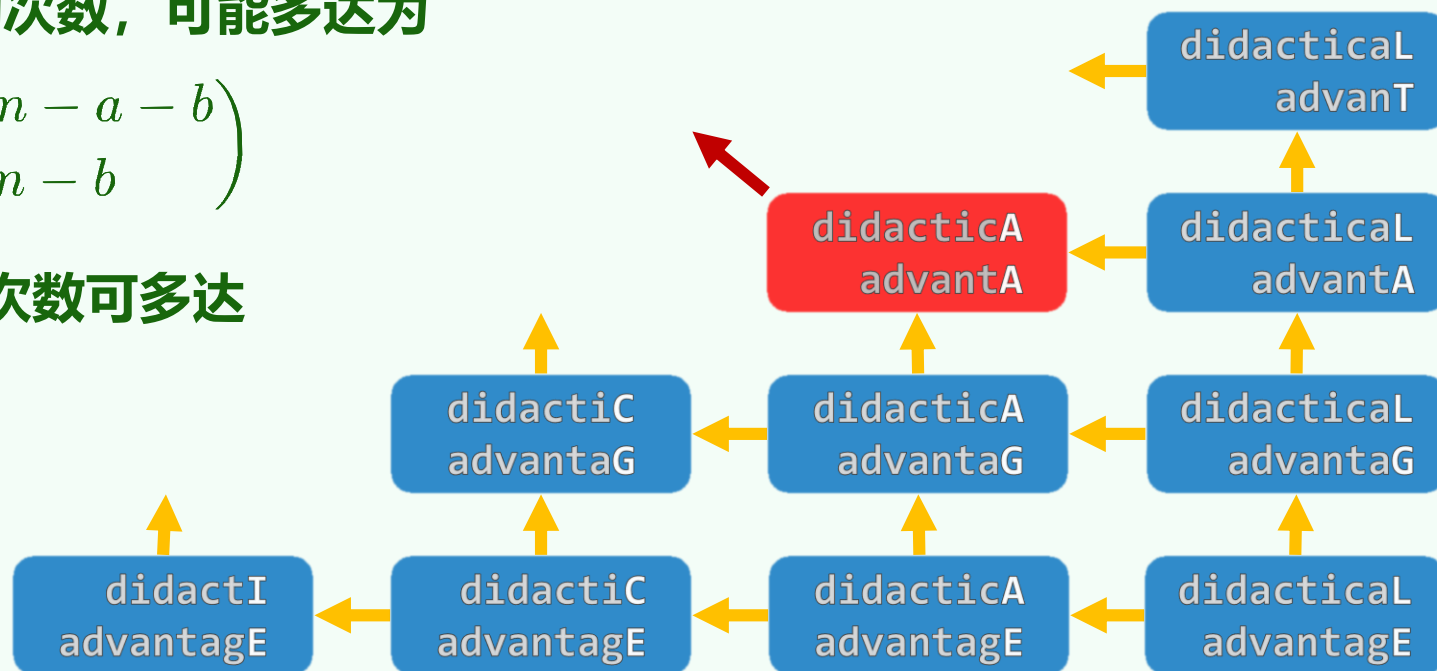 次数，可能多达为
n − a − b
n − b
次数可多达
didacticaL
advanT
didacticA
advantA
didacticaL
advantA
didactiC
advantaG
didacticA
advantaG
didacticaL
advantaG
didactI
advantagE
didactiC
advantagE
didacticA
advantagE
didacticaL
advantagE